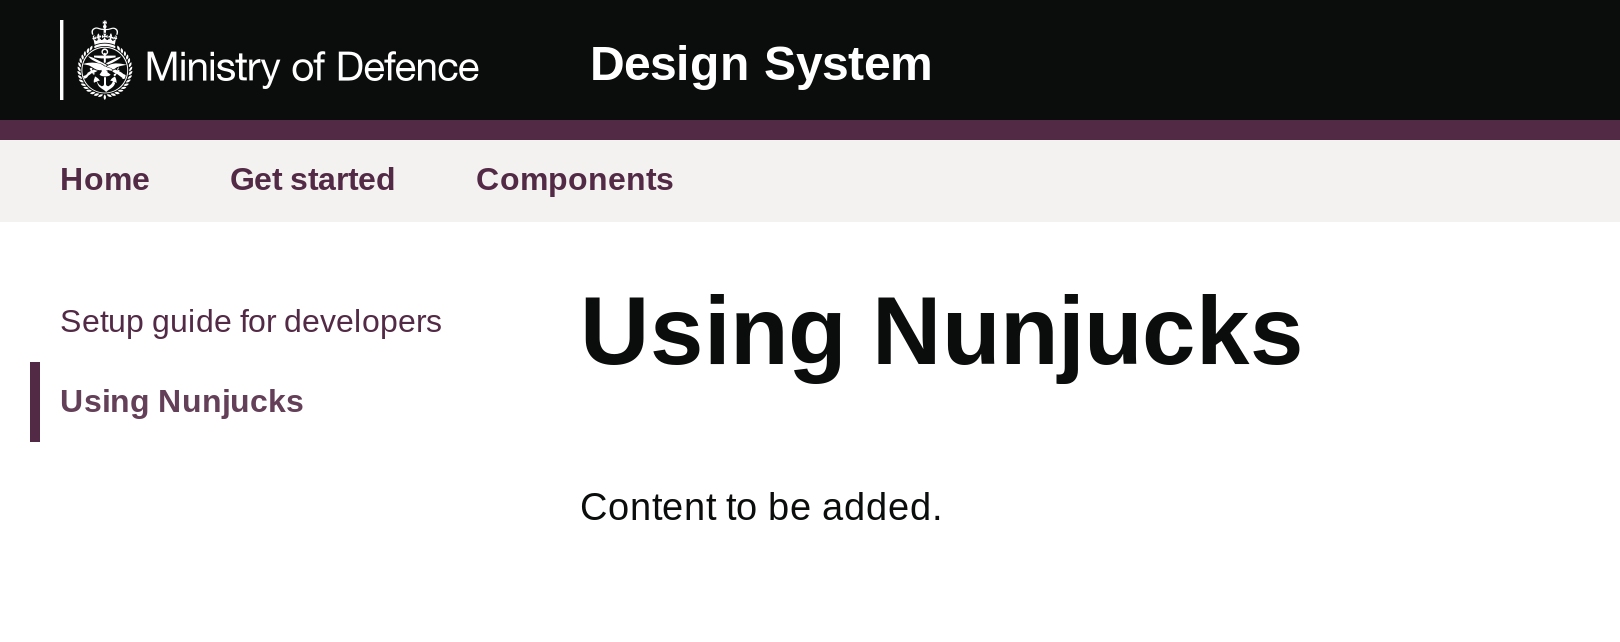 Ministry of Defence
Design System
Home
Get started
Components
Setup guide for developers
Using Nunjucks
Using Nunjucks
Content to be added.